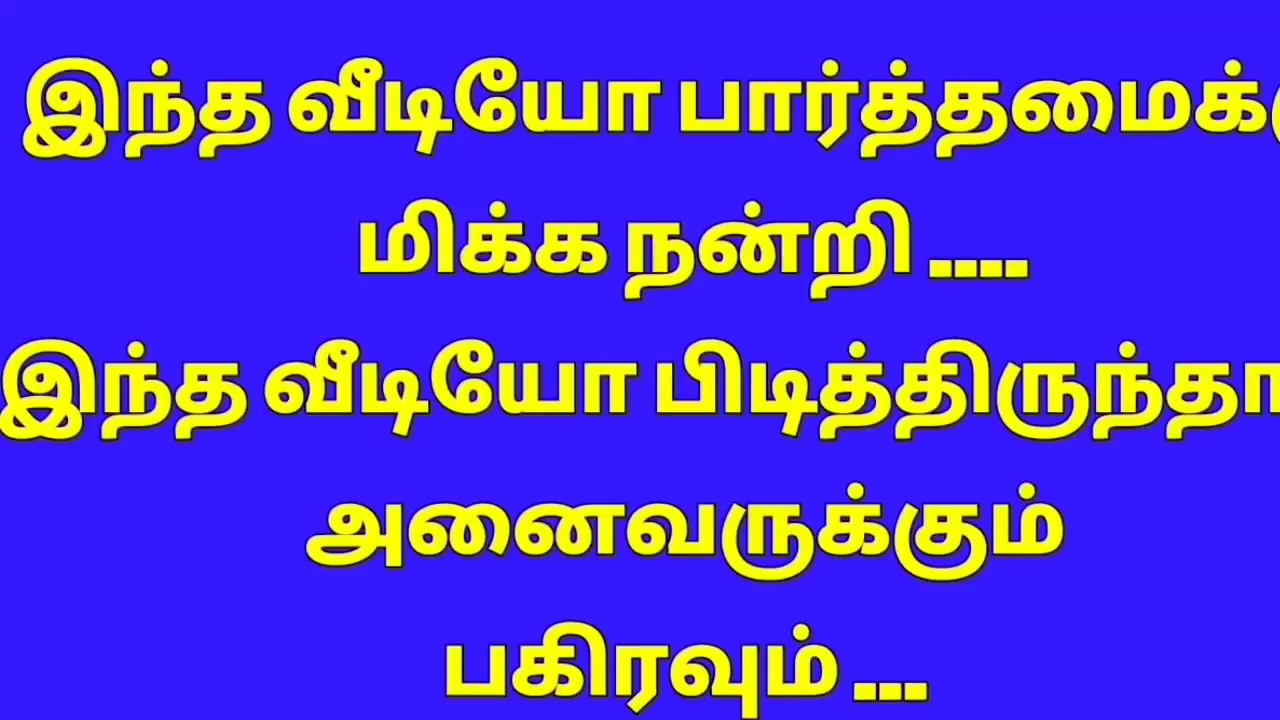 இந்த வீடியோ பார்த்தமைக்கு
மிக்க நன்றி ....
இந்த வீடியோ பிடித்திருந்தா
அனைவருக்கும்
பகிரவும் ...